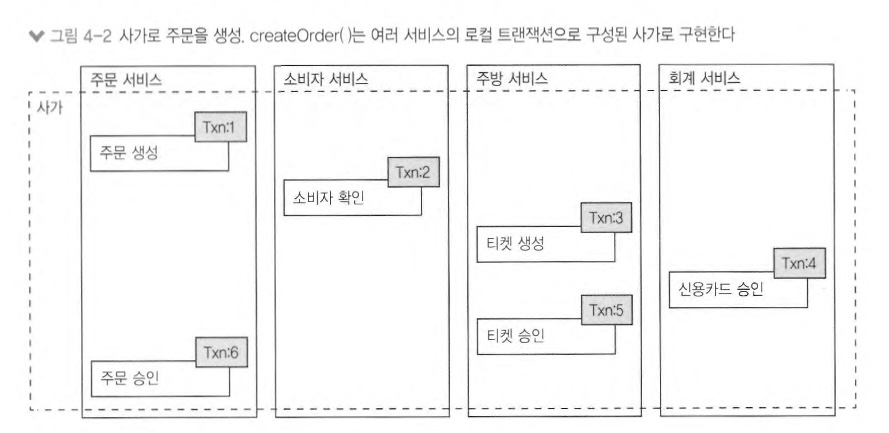 그림 4-2 사가로 주문을 생성. createOrder( )는 여러 서비스의 로컬 트랜잭션으로 구성된 사가로 구현한다
주문 서비스
소비자 서비스
주방 서비스
회계 서비스
사가
Txn:1
주문 생성
Txn:2
소비자 확인
Txn:3
티켓 생성
Txn:4
신용카드 승인
Txn:5
티켓 승인
Txn:6
주문 승인